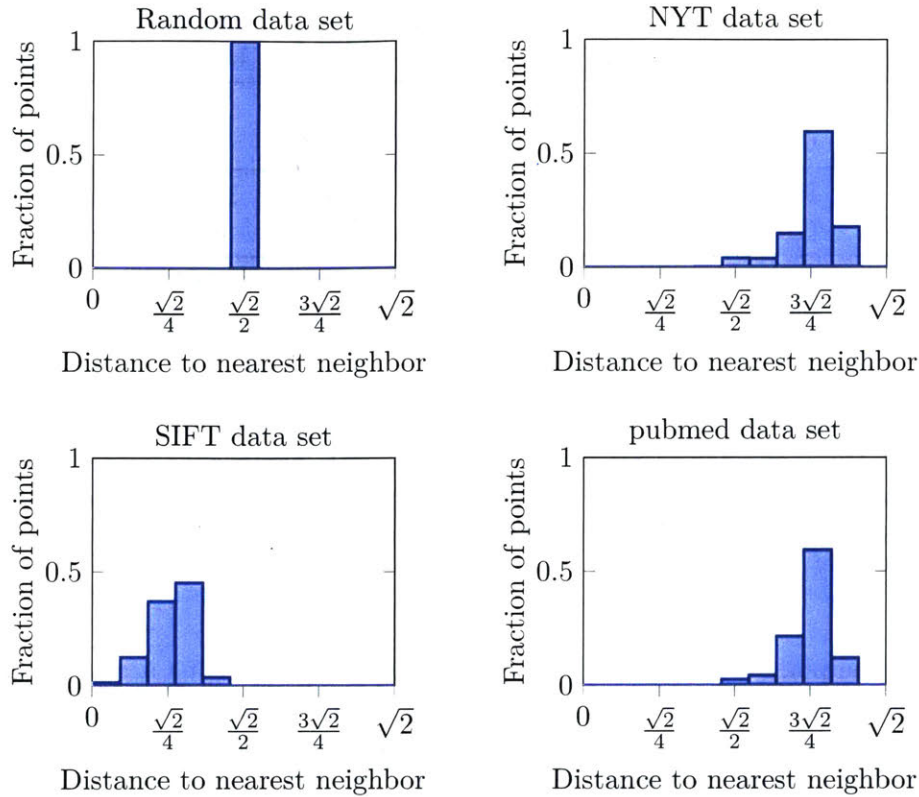 Random data set
Fraction of points
1
0.5
0
0 √2/4 √2/2 3√2/4 √2
Distance to nearest neighbor
NYT data set
Fraction of points
1
0.5
0
0 √2/4 √2/2 3√2/4 √2
Distance to nearest neighbor
SIFT data set
Fraction of points
1
0.5
0
0 √2/4 √2/2 3√2/4 √2
Distance to nearest neighbor
pubmed data set
Fraction of points
1
0.5
0
0 √2/4 √2/2 3√2/4 √2
Distance to nearest neighbor